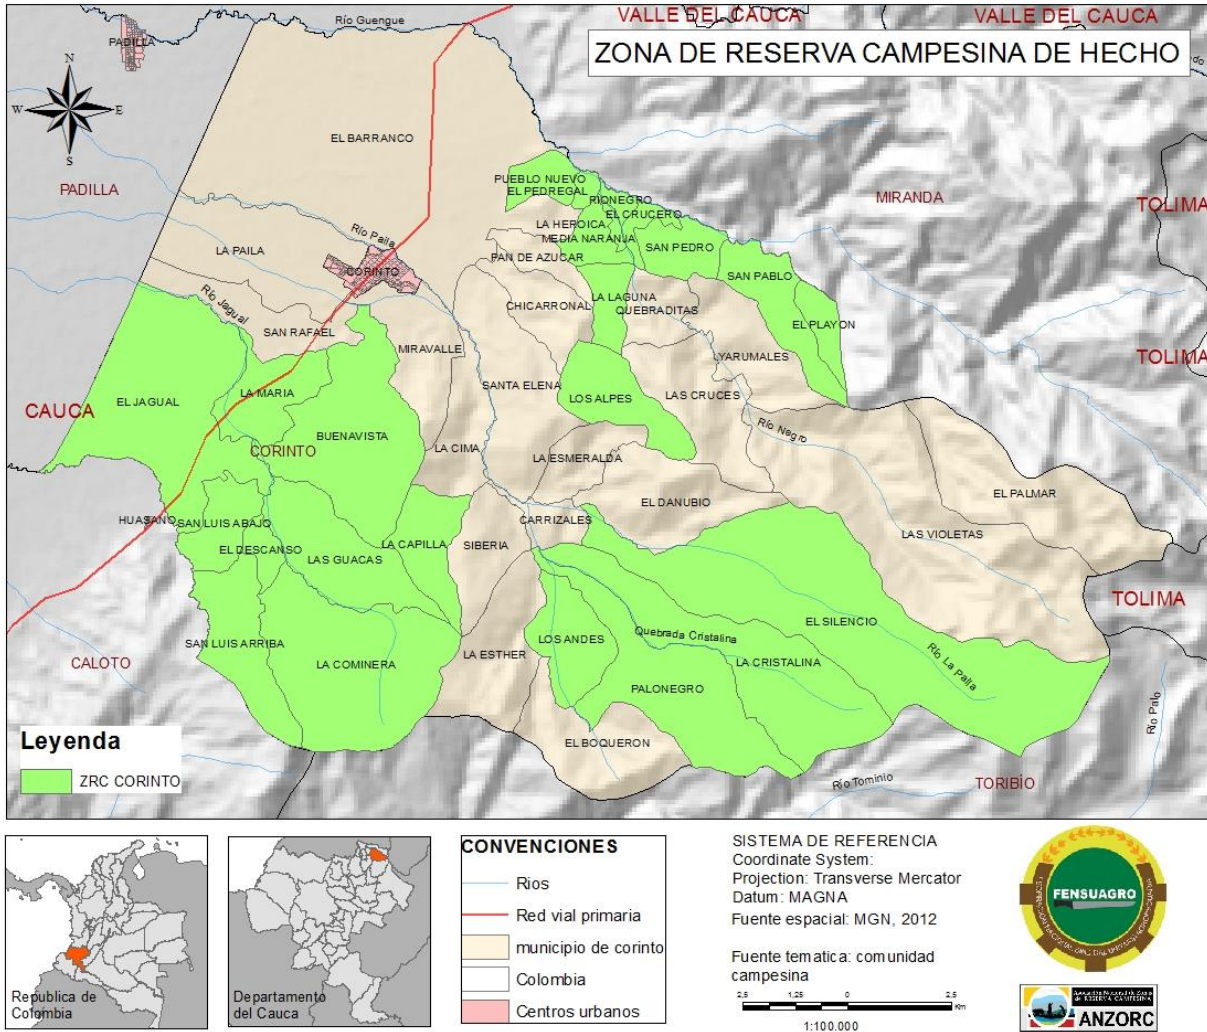 Río Guengue
VALLE DEL CAUCA
VALLE DEL CAUCA
PADILLA
ZONA DE RESERVA CAMPESINA DE HECHO
N
W
E
S
EL BARRANCO
PADILLA
PUEBLO NUEVO
EL PEDREGAL
RIONEGRO
EL CRUCERO
MIRANDA
TOLIMA
LA HEROICA
MEDIA NARANJA
SAN PEDRO
Río Paila
LA PAILA
PAN DE AZUCAR
CORINTO
SAN PABLO
Río Jagual
CHICARRONAL
LA LAGUNA
QUEBRADITAS
EL PLAYON
SAN RAFAEL
MIRAVALLE
YARUMALES
TOLIMA
SANTA ELENA
EL JAGUAL
LA MARIA
LOS ALPES
LAS CRUCES
CAUCA
BUENAVISTA
Río Negro
CORINTO
LA CIMA
LA ESMERALDA
EL DANUBIO
EL PALMAR
HUASANO
SAN LUIS ABAJO
CARRIZALES
LAS VIOLETAS
EL DESCANSO
LA CAPILLA
SIBERIA
LAS GUACAS
TOLIMA
EL SILENCIO
SAN LUIS ARRIBA
LOS ANDES
Quebrada Cristalina
LA ESTHER
LA COMINERA
LA CRISTALINA
Río La Paila
CALOTO
PALONEGRO
Río Palo
EL BOQUERON
Río Tominio
TORIBÍO
Leyenda
ZRC CORINTO
Republica de
Colombia
Departamento
del Cauca
CONVENCIONES
Rios
Red vial primaria
municipio de corinto
Colombia
Centros urbanos
SISTEMA DE REFERENCIA
Coordinate System:
Projection: Transverse Mercator
Datum: MAGNA
Fuente espacial: MGN, 2012
Fuente tematica: comunidad
campesina
2,5 1,25 0 2,5
Km
1:100.000
FENSUAGRO
Asociación Nacional de Zonas
de RESERVA CAMPESINA
ANZORC